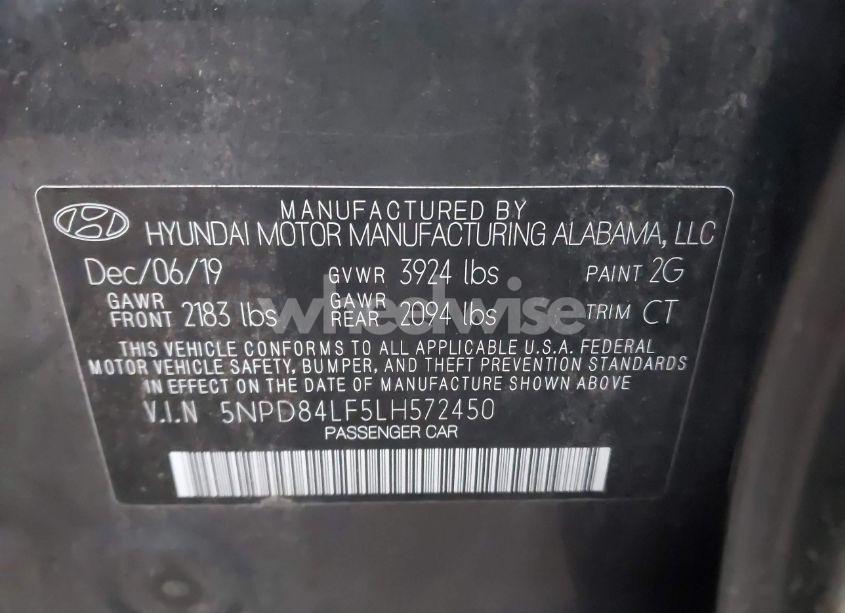 MANUFACTURED BY
HYUNDAI MOTOR MANUFACTURING ALABAMA, LLC
Dec/06/19 GVWR 3924 lbs PAINT 2G
GAWR FRONT 2183 lbs GAWR REAR 2094 lbs TRIM CT
wheelwise
THIS VEHICLE CONFORMS TO ALL APPLICABLE U.S.A. FEDERAL
MOTOR VEHICLE SAFETY, BUMPER, AND THEFT PREVENTION STANDARDS
IN EFFECT ON THE DATE OF MANUFACTURE SHOWN ABOVE
V.I.N 5NPD84LF5LH572450
PASSENGER CAR